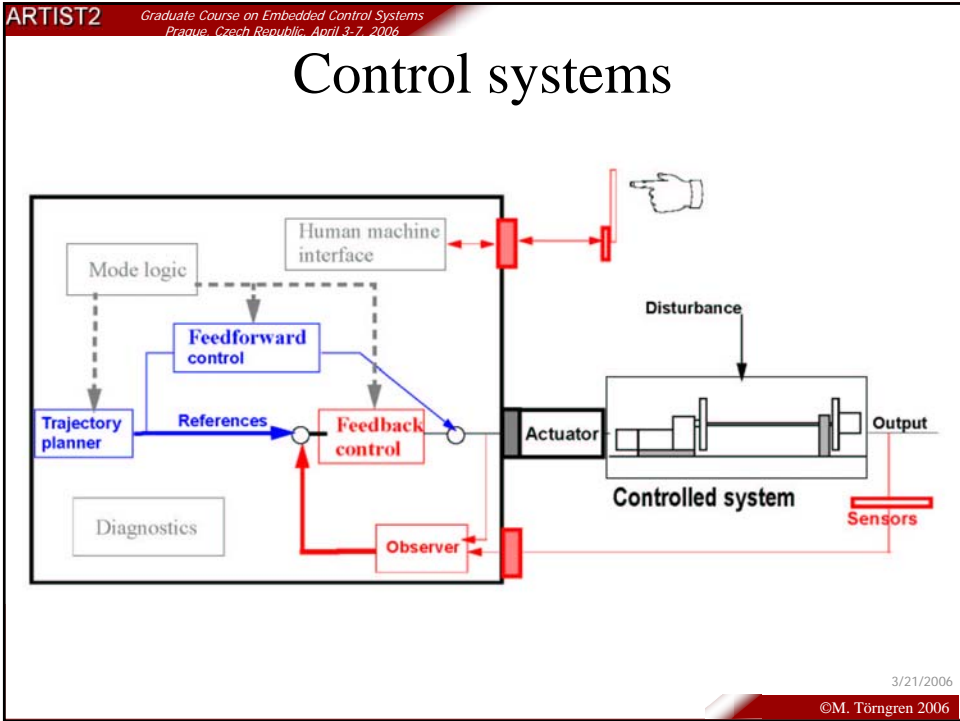 ARTIST2
Graduate Course on Embedded Control Systems
Prague, Czech Republic, April 3-7, 2006
Control systems
Human machine
interface
Mode logic
Disturbance
Feedforward
control
Trajectory
planner
References
Feedback
control
Actuator
Output
Controlled system
Sensors
Diagnostics
Observer
3/21/2006
©M. Törngren 2006